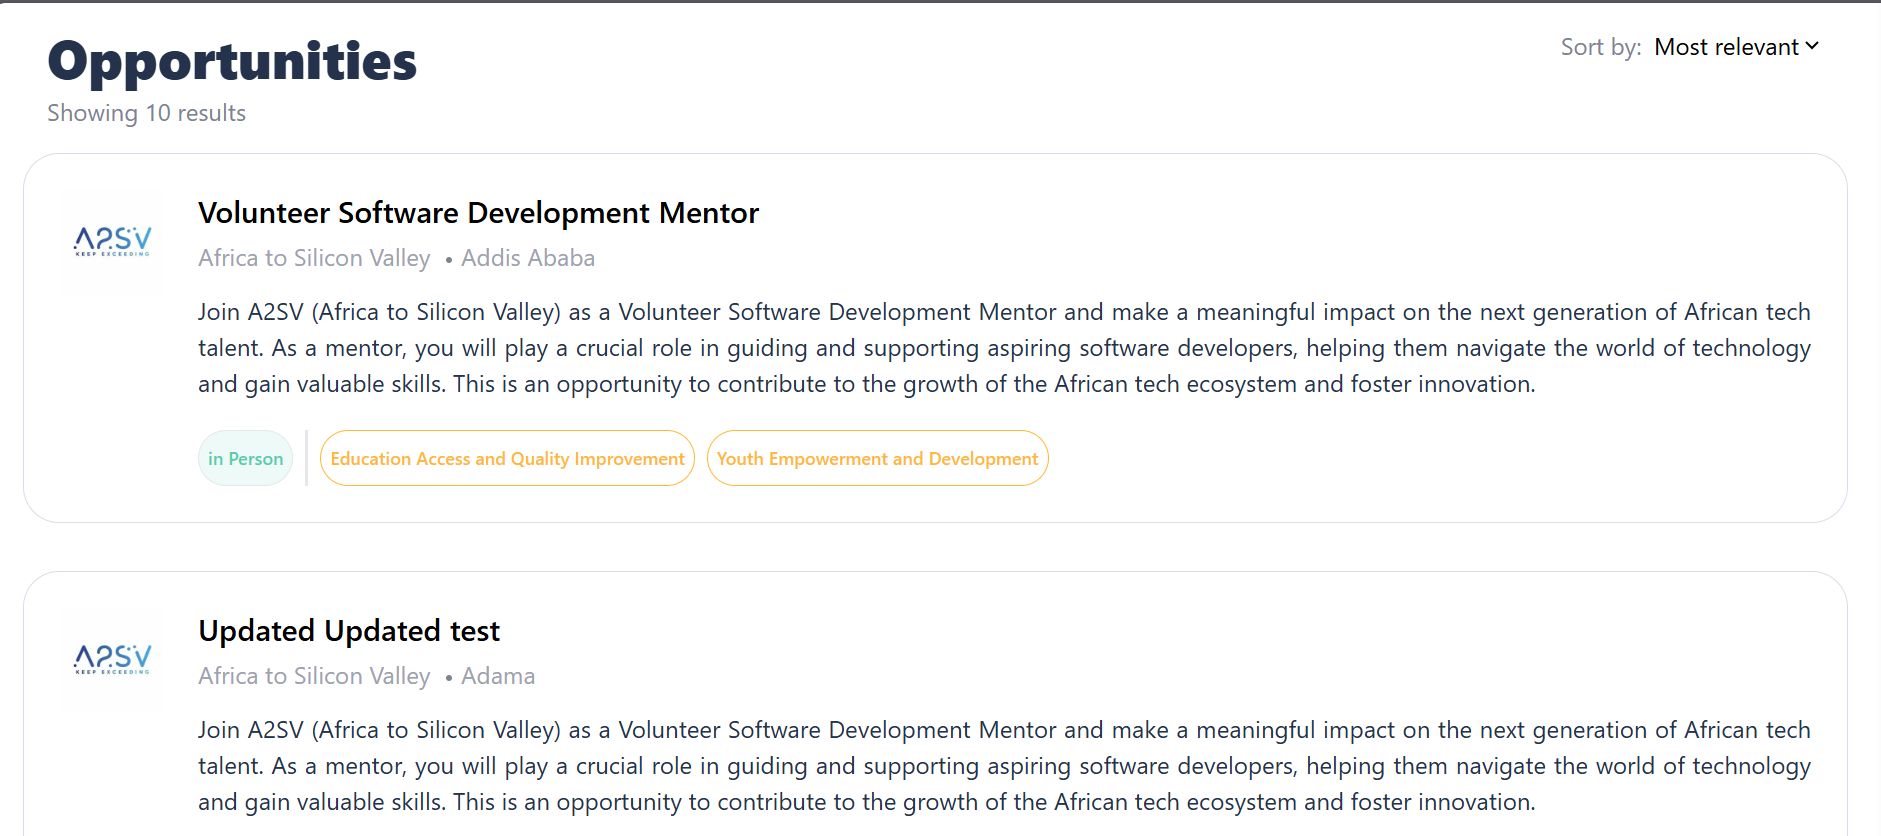 Opportunities
Sort by: Most relevant
Showing 10 results
A2SV
KEEP EXCEEDING
Volunteer Software Development Mentor
Africa to Silicon Valley • Addis Ababa
Join A2SV (Africa to Silicon Valley) as a Volunteer Software Development Mentor and make a meaningful impact on the next generation of African tech
talent. As a mentor, you will play a crucial role in guiding and supporting aspiring software developers, helping them navigate the world of technology
and gain valuable skills. This is an opportunity to contribute to the growth of the African tech ecosystem and foster innovation.
in Person
Education Access and Quality Improvement
Youth Empowerment and Development
A2SV
KEEP EXCEEDING
Updated Updated test
Africa to Silicon Valley • Adama
Join A2SV (Africa to Silicon Valley) as a Volunteer Software Development Mentor and make a meaningful impact on the next generation of African tech
talent. As a mentor, you will play a crucial role in guiding and supporting aspiring software developers, helping them navigate the world of technology
and gain valuable skills. This is an opportunity to contribute to the growth of the African tech ecosystem and foster innovation.